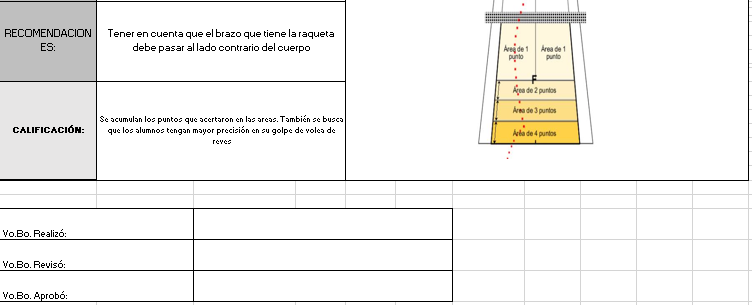 RECOMENDACION
ES:
Tener en cuenta que el brazo que tiene la raqueta
debe pasar al lado contrario del cuerpo
CALIFICACIÓN:
Se acumulan los puntos que acertaron en las areas. También se busca
que los alumnos tengan mayor precisión en su golpe de volea de
reves
Área de 1
punto
Área de 1
punto
F
Área de 2 puntos
Área de 3 puntos
Área de 4 puntos
Vo.Bo. Realizó:
Vo.Bo. Revisó:
Vo.Bo. Aprobó: